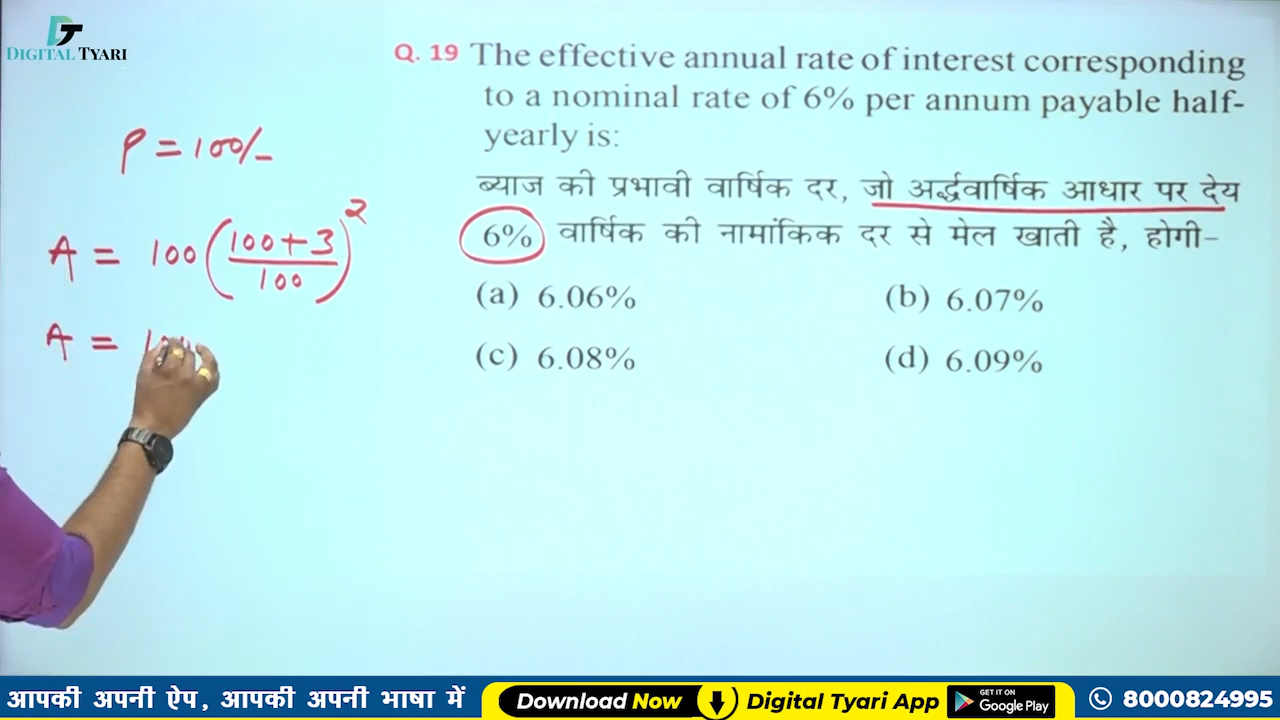 DIGITAL TYARI
Q. 19 The effective annual rate of interest corresponding
to a nominal rate of 6% per annum payable half-
yearly is:
ब्याज की प्रभावी वार्षिक दर, जो अर्द्धवार्षिक आधार पर देय
6% वार्षिक की नामांकिक दर से मेल खाती है, होगी–
(a) 6.06%
(b) 6.07%
(c) 6.08%
(d) 6.09%
P = 100/-
A = 100 (100+3 / 100)²
A =
आपकी अपनी ऐप, आपकी अपनी भाषा में
Download Now
Digital Tyari App
GET IT ON
Google Play
8000824995